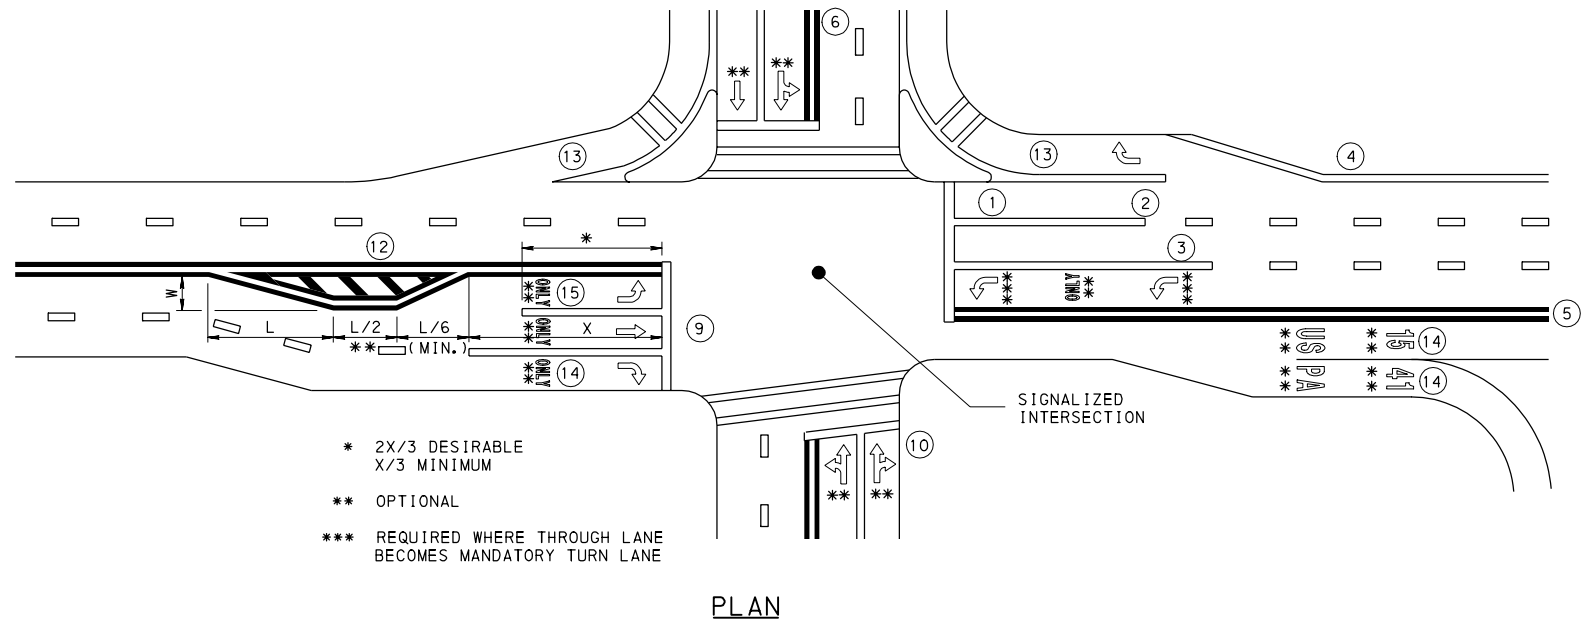 6
**
**
13
13
4
1
2
12
*
3
W
ONLY
**
15
***
ONLY
**
***
5
L
L/2
L/6
ONLY
**
X
9
US
**
15
**
14
**
(MIN.)
ONLY
**
14
PA
**
41
**
14
SIGNALIZED
INTERSECTION
10
**
**
* 2X/3 DESIRABLE
X/3 MINIMUM
** OPTIONAL
*** REQUIRED WHERE THROUGH LANE
BECOMES MANDATORY TURN LANE
PLAN